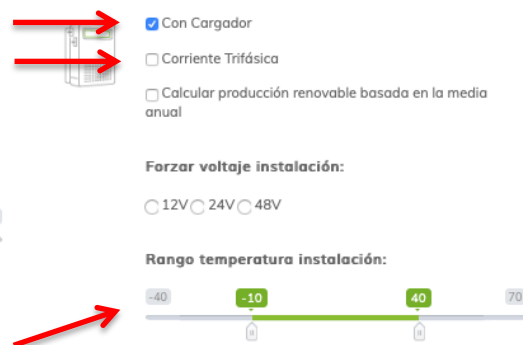 Con Cargador
Corriente Trifásica
Calcular producción renovable basada en la media
anual
Forzar voltaje instalación:
12V 24V 48V
Rango temperatura instalación:
-40 -10 40 70